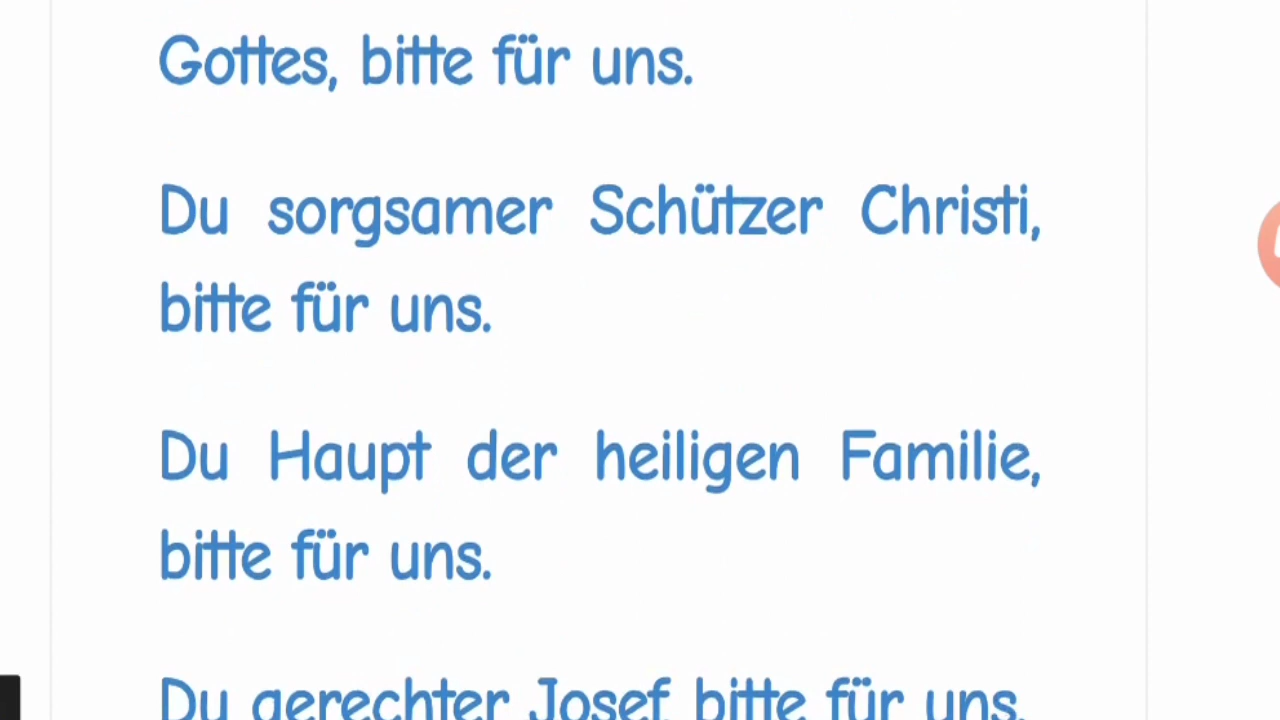 Gottes, bitte für uns.
Du sorgsamer Schützer Christi,
bitte für uns.
Du Haupt der heiligen Familie,
bitte für uns.
Du gerechter Josef, bitte für uns.